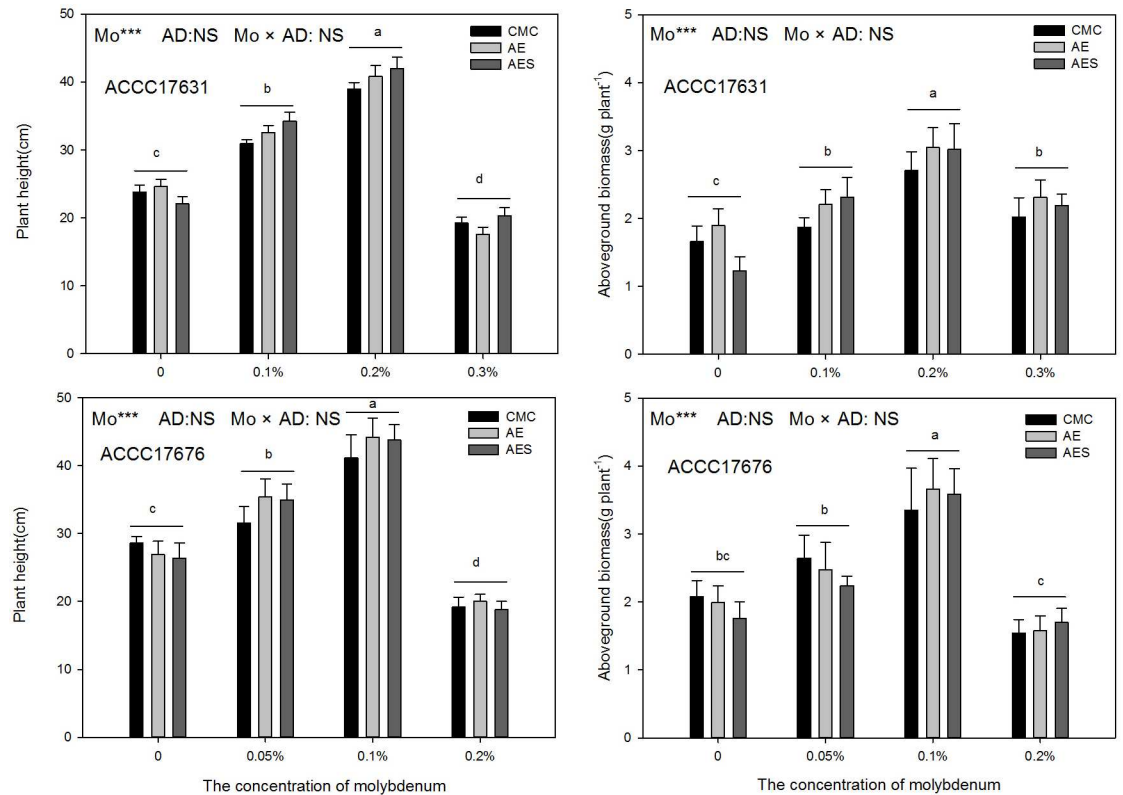 Mo*** AD:NS Mo × AD: NS
ACCC17631
CMC
AE
AES
c
b
a
d
Plant height(cm)
50
40
30
20
10
0
0 0.1% 0.2% 0.3%
Mo*** AD:NS Mo × AD: NS
ACCC17631
CMC
AE
AES
c
b
a
b
Aboveground biomass(g plant-1)
5
4
3
2
1
0
0 0.1% 0.2% 0.3%
Mo*** AD:NS Mo × AD: NS
ACCC17676
CMC
AE
AES
c
b
a
d
Plant height(cm)
50
40
30
20
10
0
0 0.05% 0.1% 0.2%
The concentration of molybdenum
Mo*** AD:NS Mo × AD: NS
ACCC17676
CMC
AE
AES
bc
b
a
c
Aboveground biomass(g plant-1)
5
4
3
2
1
0
0 0.05% 0.1% 0.2%
The concentration of molybdenum